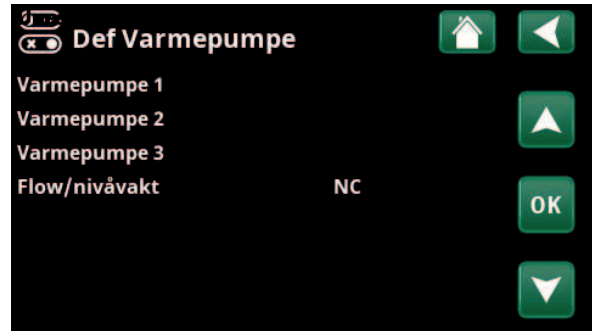 Def Varmepumpe
Varmepumpe 1
Varmepumpe 2
Varmepumpe 3
Flow/nivåvakt NC
OK